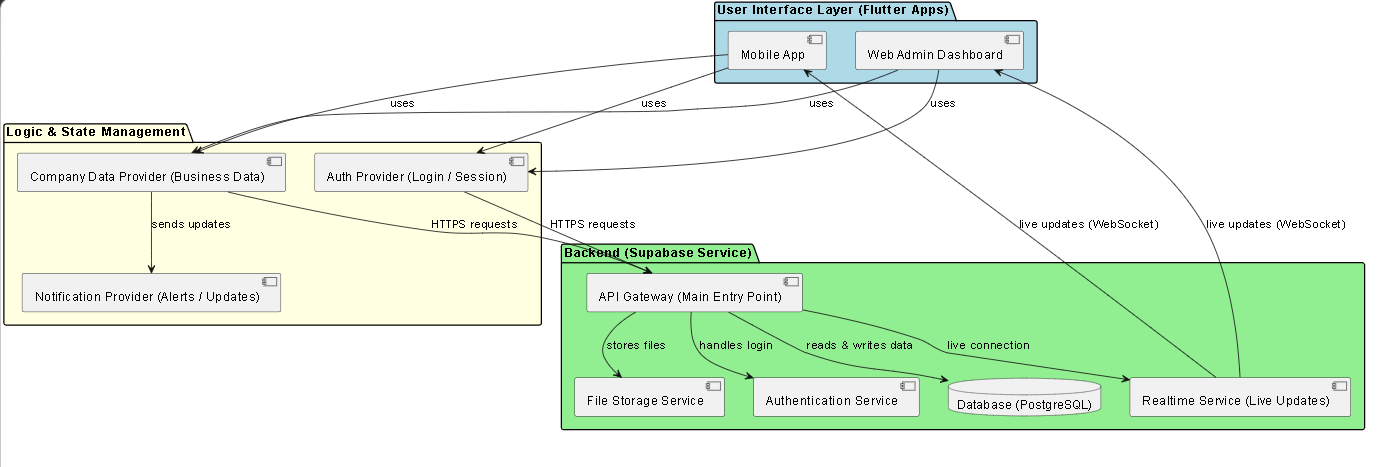 User Interface Layer (Flutter Apps)
Mobile App
Web Admin Dashboard
uses
uses
uses
uses
Logic & State Management
Company Data Provider (Business Data)
Auth Provider (Login / Session)
sends updates
HTTPS requests
HTTPS requests
live updates (WebSocket)
live updates (WebSocket)
Notification Provider (Alerts / Updates)
Backend (Supabase Service)
API Gateway (Main Entry Point)
stores files
handles login
reads & writes data
live connection
File Storage Service
Authentication Service
Database (PostgreSQL)
Realtime Service (Live Updates)